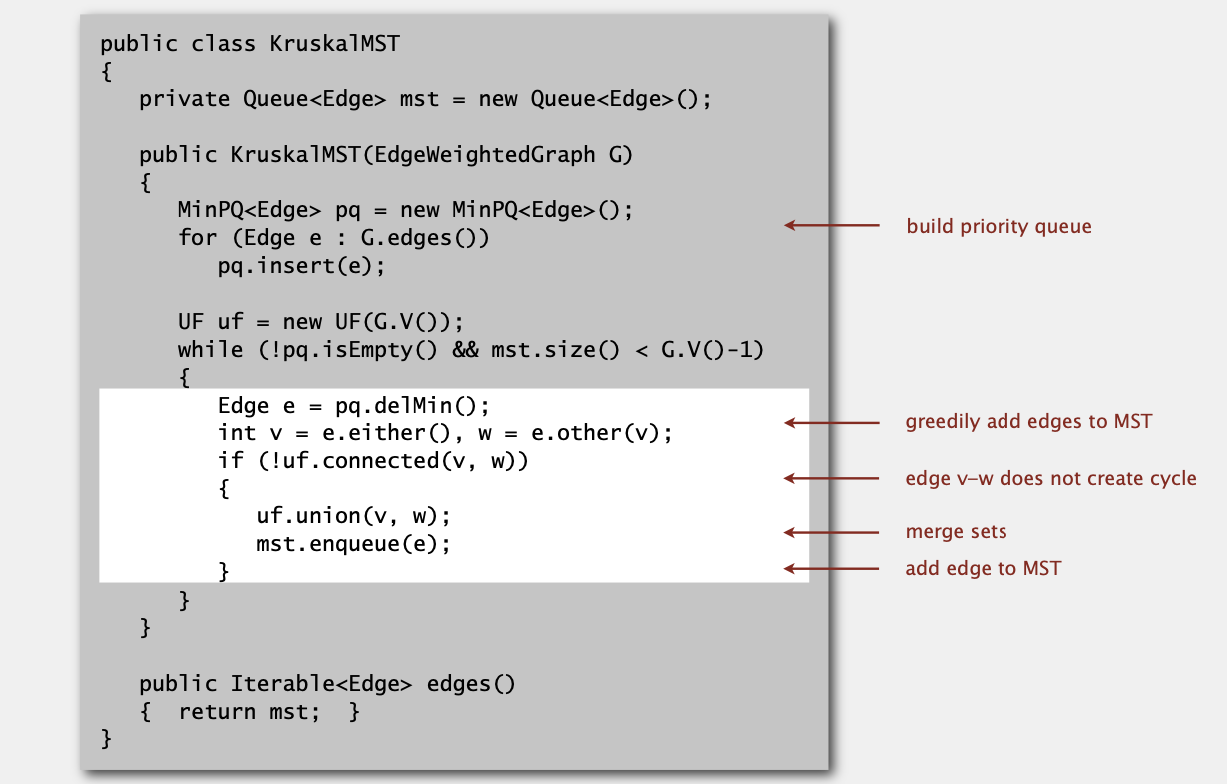 public class KruskalMST
{
private Queue<Edge> mst = new Queue<Edge>();
public KruskalMST(EdgeWeightedGraph G)
{
MinPQ<Edge> pq = new MinPQ<Edge>();
build priority queue
for (Edge e : G.edges())
pq.insert(e);
UF uf = new UF(G.V());
while (!pq.isEmpty() && mst.size() < G.V()-1)
{
Edge e = pq.delMin();
greedily add edges to MST
int v = e.either(), w = e.other(v);
if (!uf.connected(v, w))
edge v–w does not create cycle
{
uf.union(v, w);
merge sets
mst.enqueue(e);
add edge to MST
}
}
}
public Iterable<Edge> edges()
{ return mst; }
}